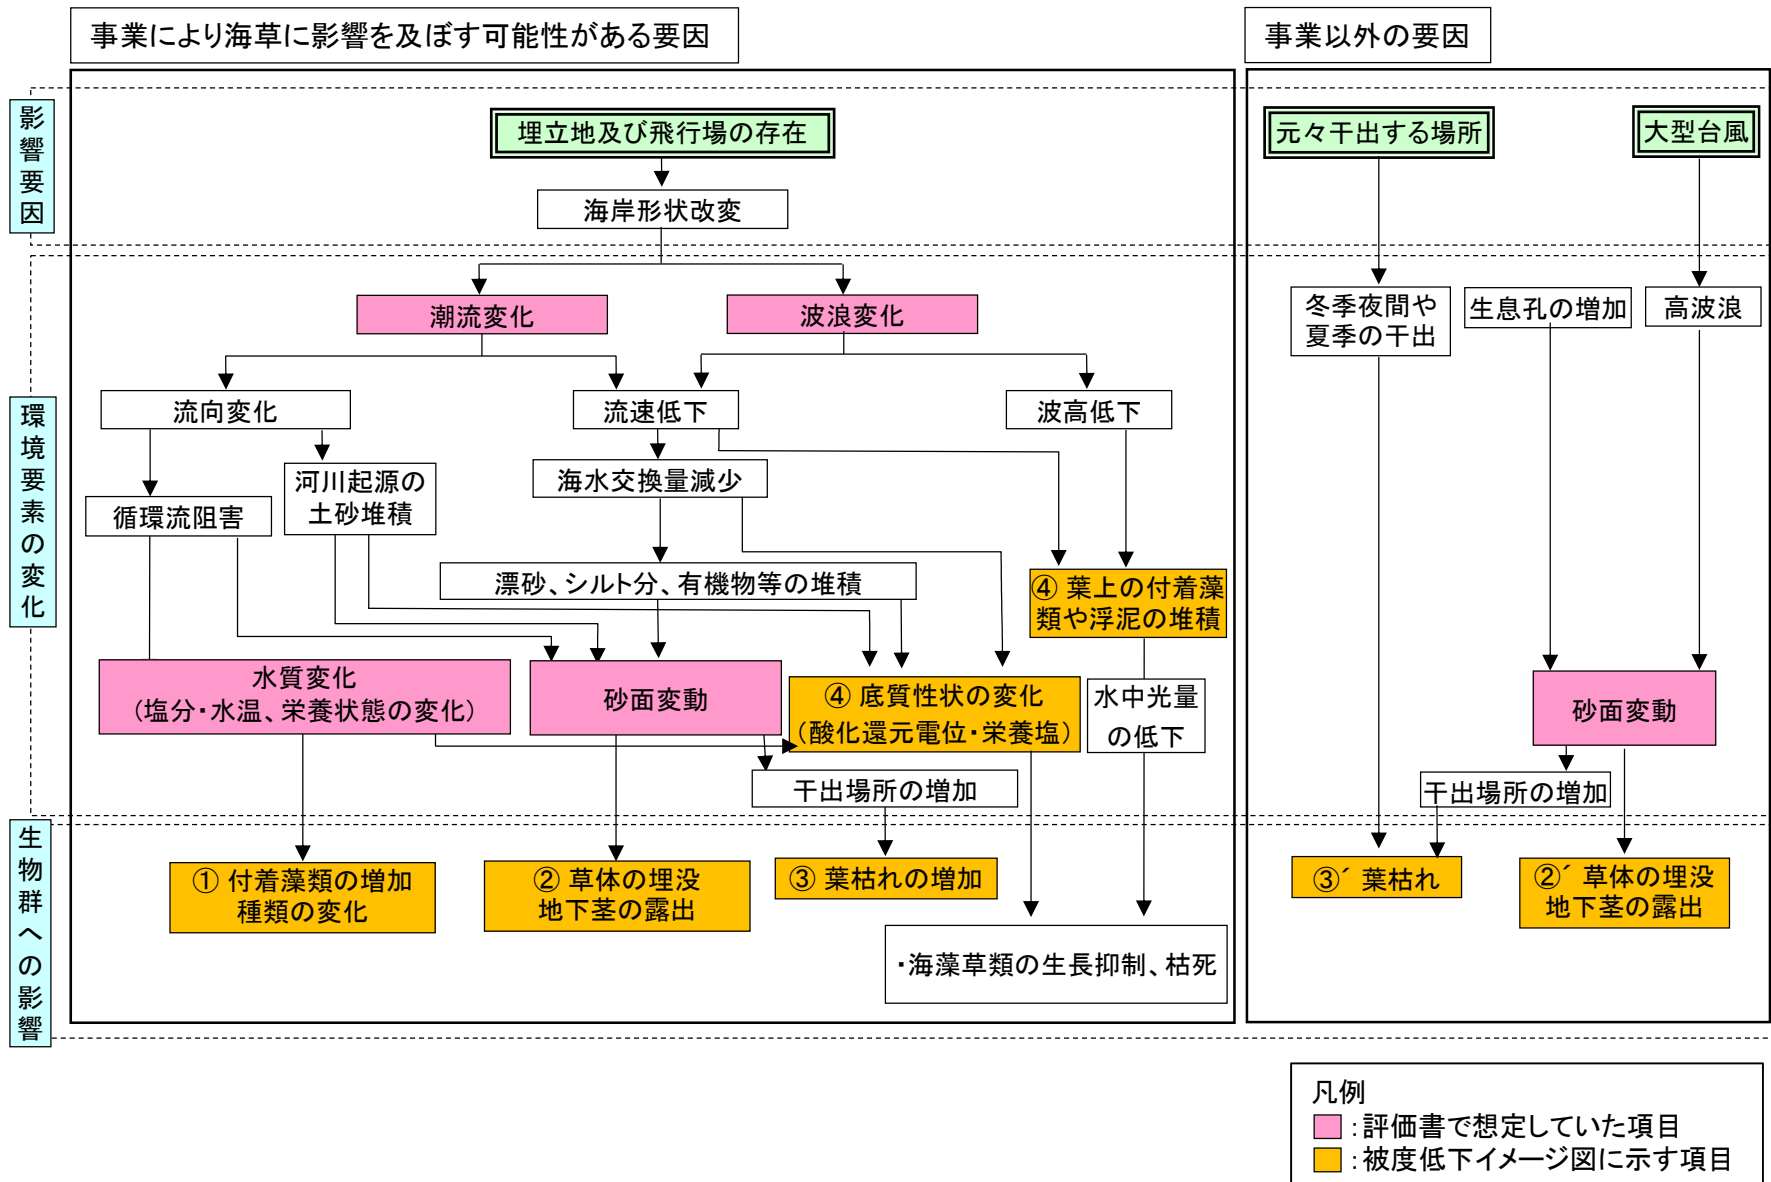 事業により海草に影響を及ぼす可能性がある要因
事業以外の要因
影響要因
埋立地及び飛行場の存在
元々干出する場所
大型台風
海岸形状改変
環境要素の変化
潮流変化
波浪変化
冬季夜間や
夏季の干出
生息孔の増加
高波浪
流向変化
流速低下
波高低下
河川起源の
土砂堆積
海水交換量減少
循環流阻害
漂砂、シルト分、有機物等の堆積
④ 葉上の付着藻
類や浮泥の堆積
水質変化
(塩分・水温、栄養状態の変化)
砂面変動
④ 底質性状の変化
(酸化還元電位・栄養塩)
水中光量
の低下
砂面変動
干出場所の増加
干出場所の増加
生物群への影響
① 付着藻類の増加
種類の変化
② 草体の埋没
地下茎の露出
③ 葉枯れの増加
③´ 葉枯れ
②´ 草体の埋没
地下茎の露出
・海藻草類の生長抑制、枯死
凡例
：評価書で想定していた項目
：被度低下イメージ図に示す項目